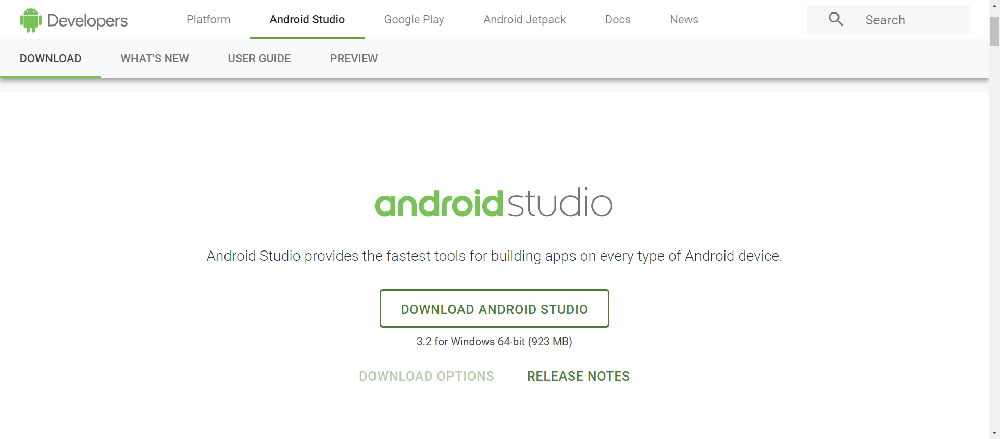 Developers Platform Android Studio Google Play Android Jetpack Docs News Search
DOWNLOAD WHAT'S NEW USER GUIDE PREVIEW
androidstudio
Android Studio provides the fastest tools for building apps on every type of Android device.
DOWNLOAD ANDROID STUDIO
3.2 for Windows 64-bit (923 MB)
DOWNLOAD OPTIONS RELEASE NOTES